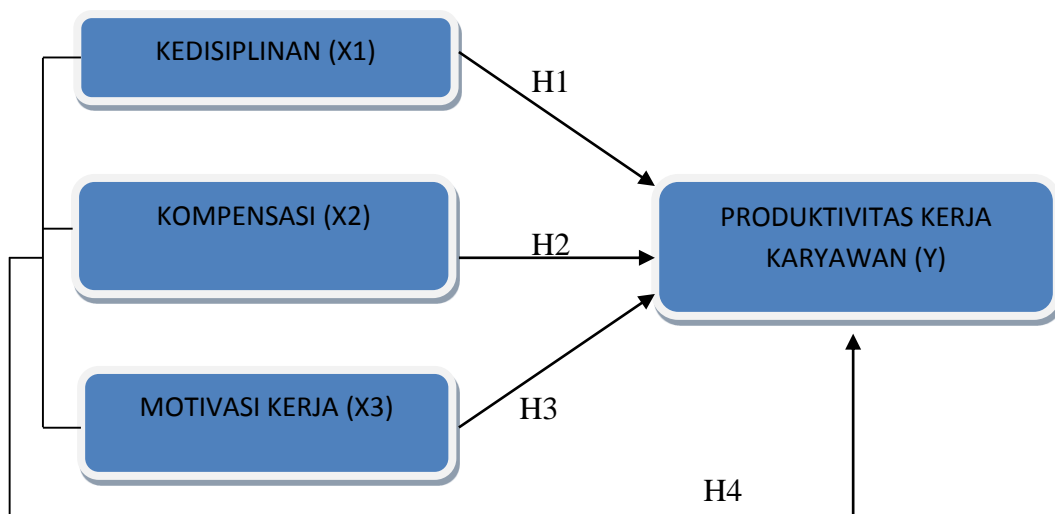 KEDISIPLINAN (X1)
H1
KOMPENSASI (X2)
H2
PRODUKTIVITAS KERJA
KARYAWAN (Y)
MOTIVASI KERJA (X3)
H3
H4